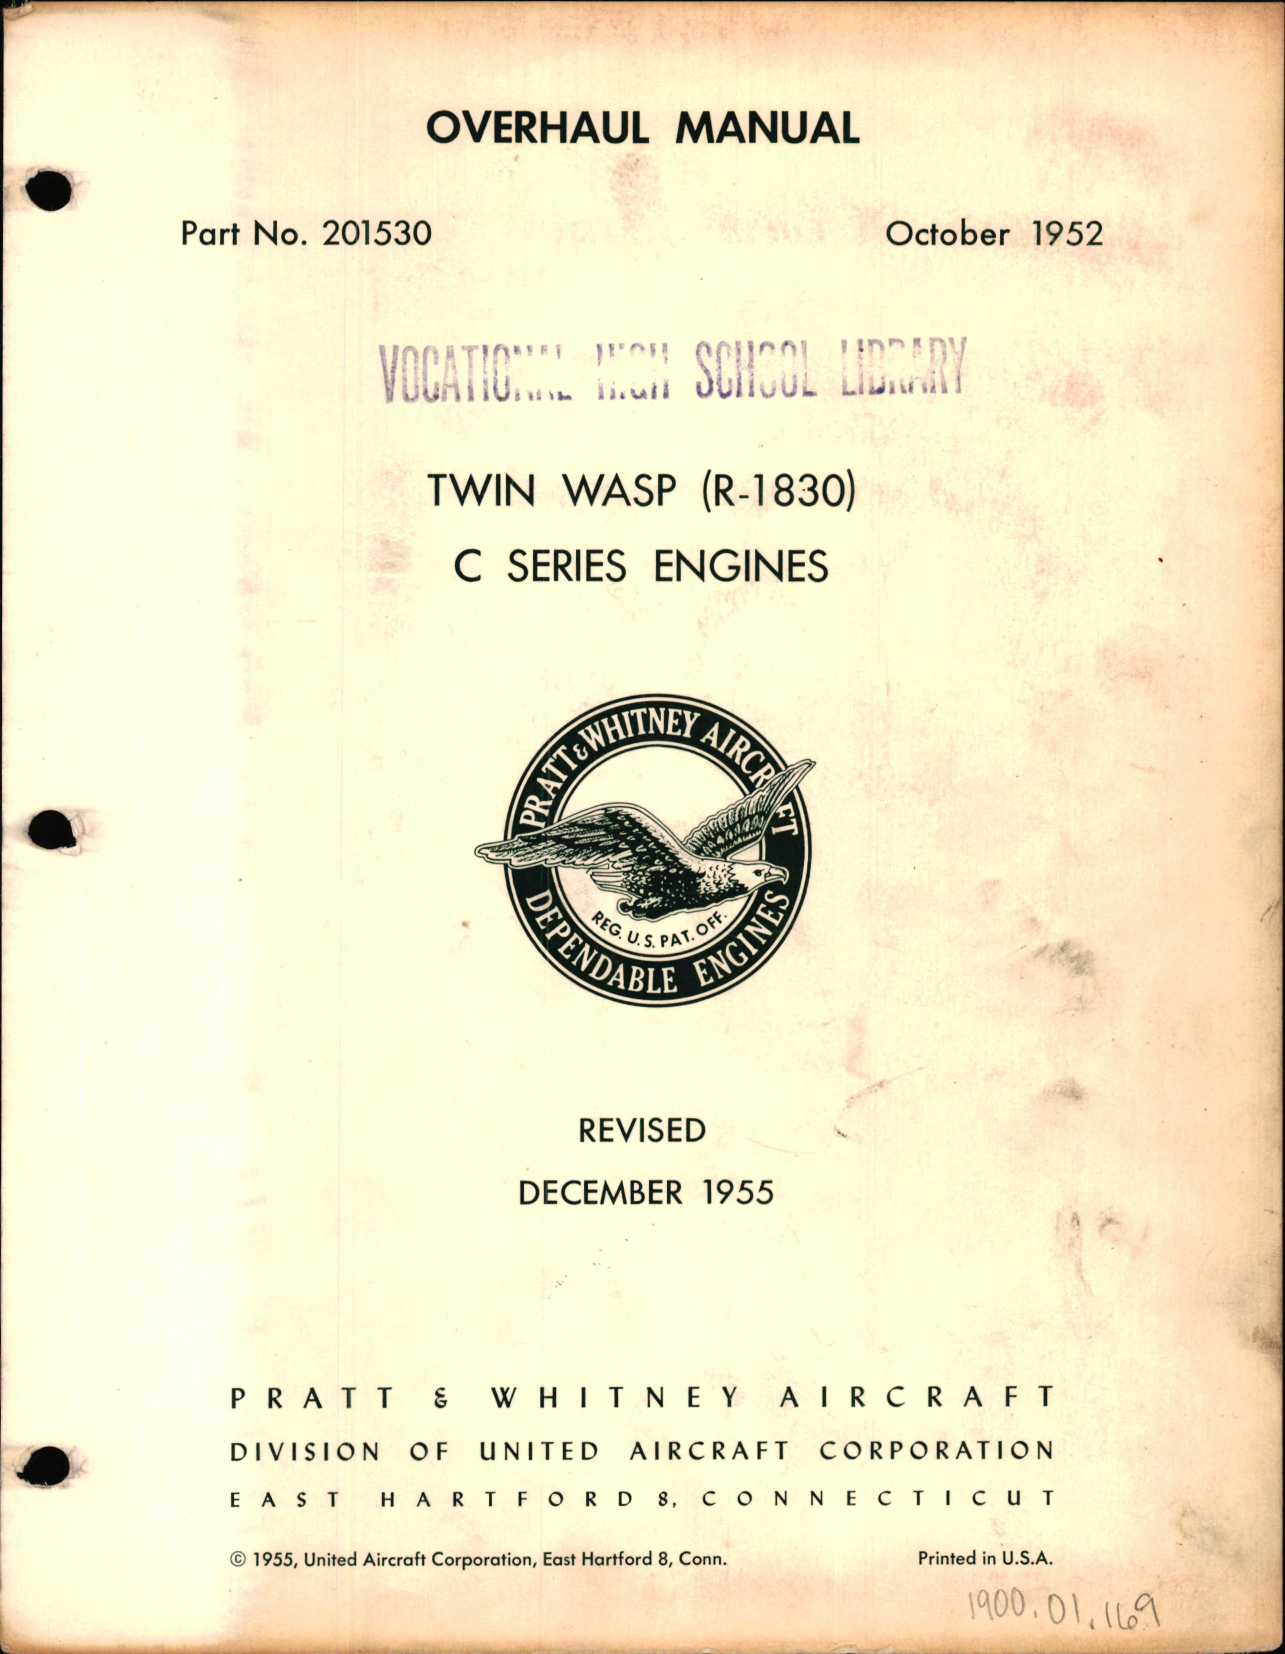 OVERHAUL MANUAL
Part No. 201530
October 1952
VOCATIONAL HIGH SCHOOL LIBRARY
TWIN WASP (R-1830)
C SERIES ENGINES
PRATT & WHITNEY AIRCRAFT
REG. U.S. PAT. OFF.
DEPENDABLE ENGINES
REVISED
DECEMBER 1955
PRATT & WHITNEY AIRCRAFT
DIVISION OF UNITED AIRCRAFT CORPORATION
EAST HARTFORD 8, CONNECTICUT
© 1955, United Aircraft Corporation, East Hartford 8, Conn.
Printed in U.S.A.
1900.01.169